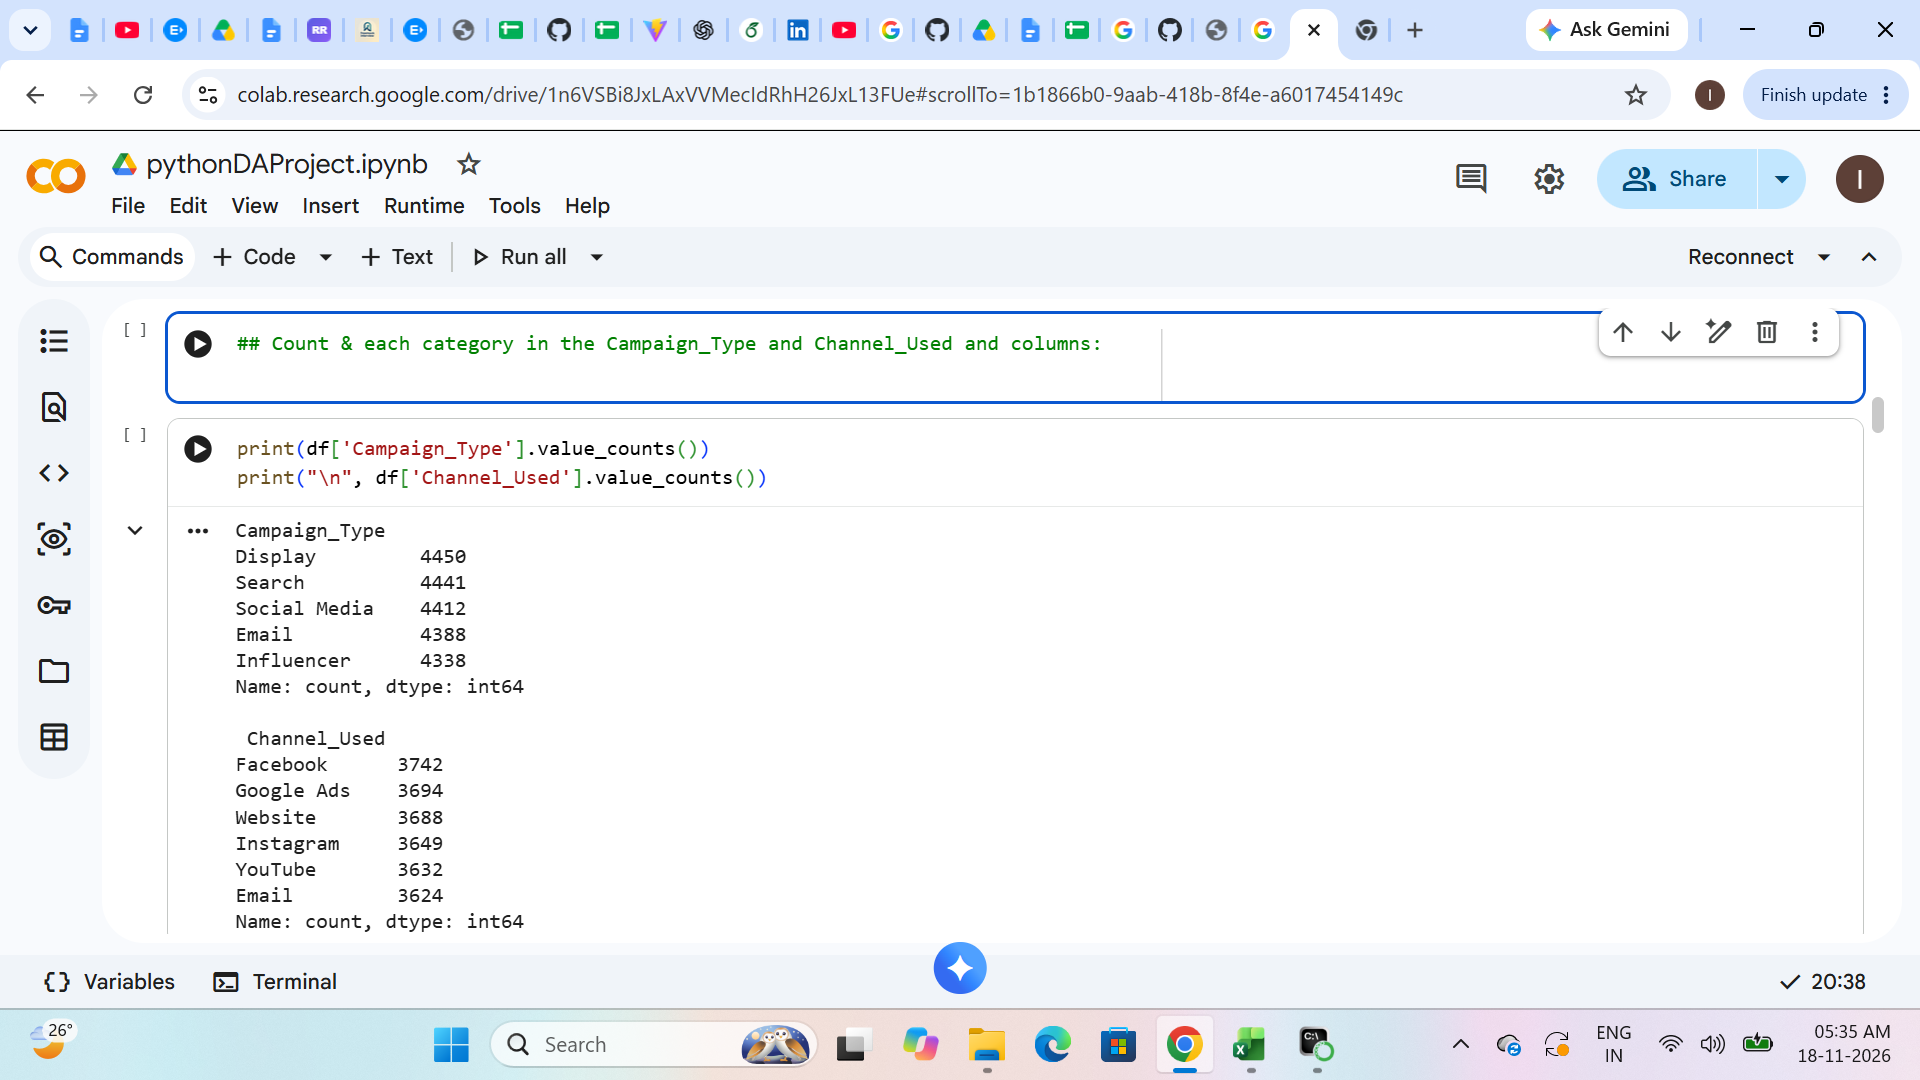 Ask Gemini
colab.research.google.com/drive/1n6VSBi8JxLAxVVMecIdRhH26JxL13FUe#scrollTo=1b1866b0-9aab-418b-8f4e-a6017454149c
I
Finish update
pythonDAProject.ipynb
Share
I
File Edit View Insert Runtime Tools Help
Commands + Code + Text Run all
Reconnect
[ ] ## Count & each category in the Campaign_Type and Channel_Used and columns:
[ ] print(df['Campaign_Type'].value_counts())
print("\n", df['Channel_Used'].value_counts())
Campaign_Type
Display 4450
Search 4441
Social Media 4412
Email 4388
Influencer 4338
Name: count, dtype: int64
Channel_Used
Facebook 3742
Google Ads 3694
Website 3688
Instagram 3649
YouTube 3632
Email 3624
Name: count, dtype: int64
{} Variables Terminal
20:38
26°
Search
ENG
IN
05:35 AM
18-11-2026